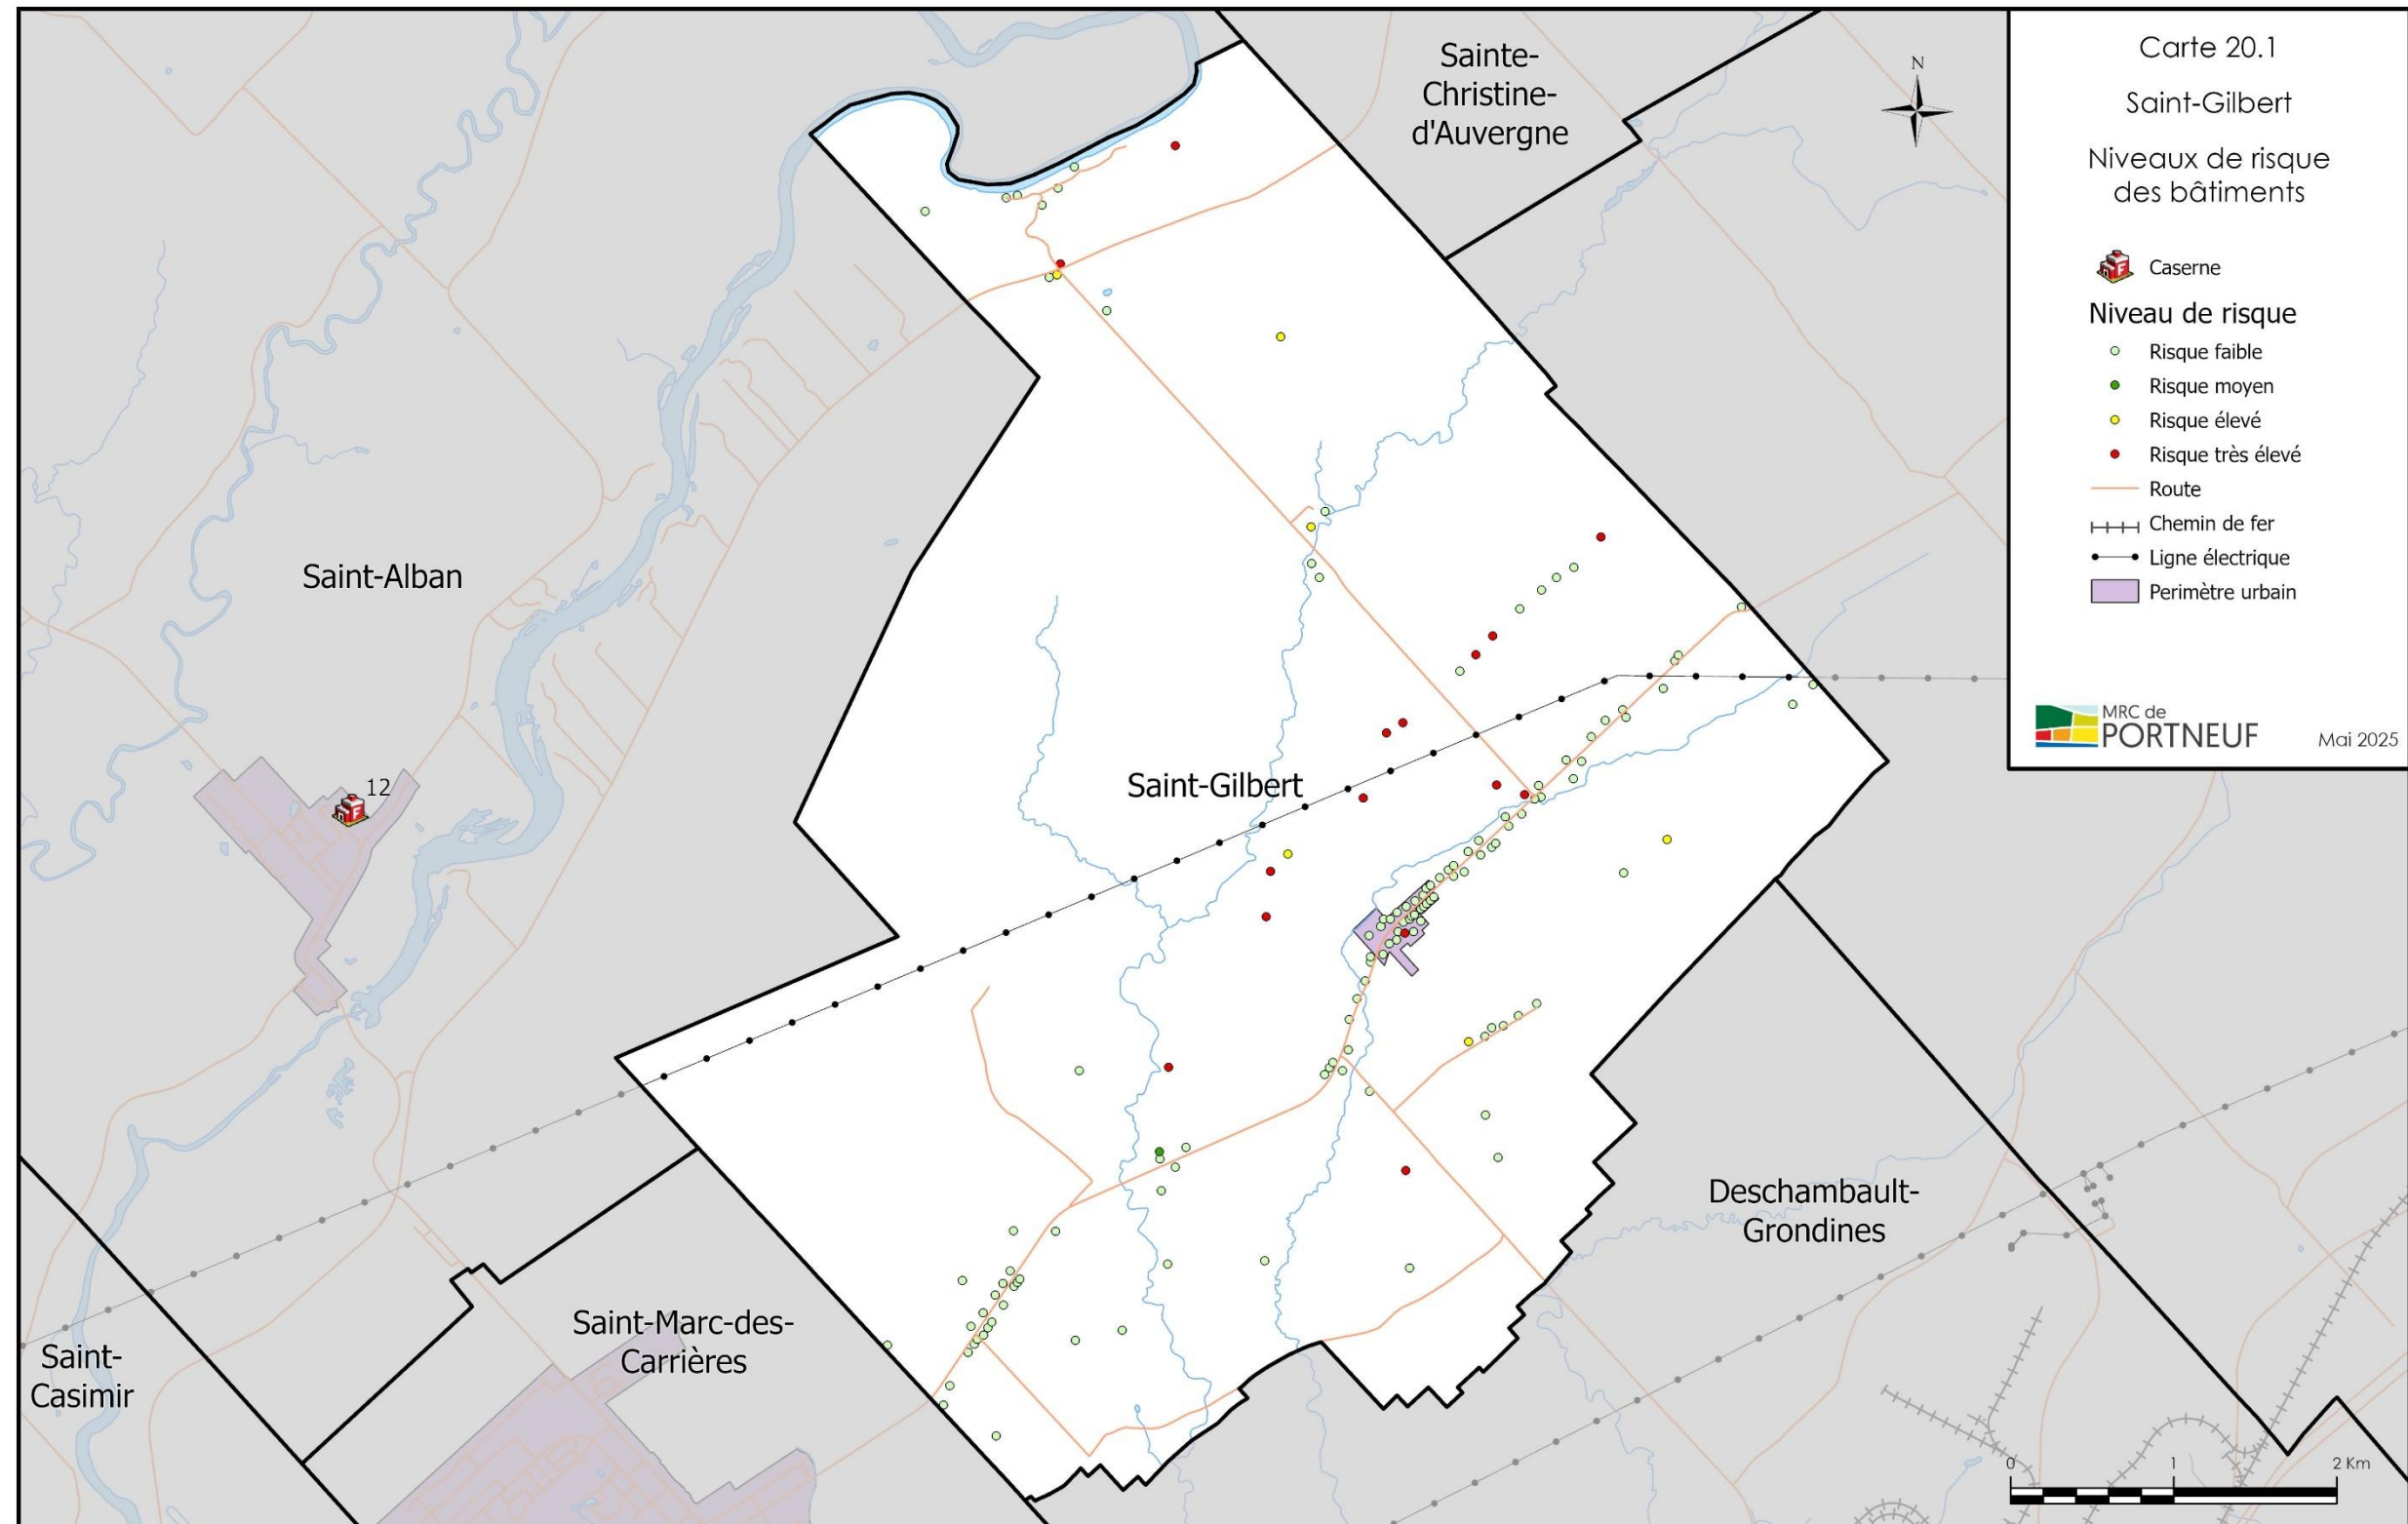 Carte 20.1
Saint-Gilbert
Niveaux de risque
des bâtiments
N
Caserne
Niveau de risque
Risque faible
Risque moyen
Risque élevé
Risque très élevé
Route
Chemin de fer
Ligne électrique
Perimètre urbain
MRC de
PORTNEUF
Mai 2025
Sainte-
Christine-
d'Auvergne
Saint-Alban
12
Saint-Gilbert
Deschambault-
Grondines
Saint-Marc-des-
Carrières
Saint-
Casimir
0 1 2 Km